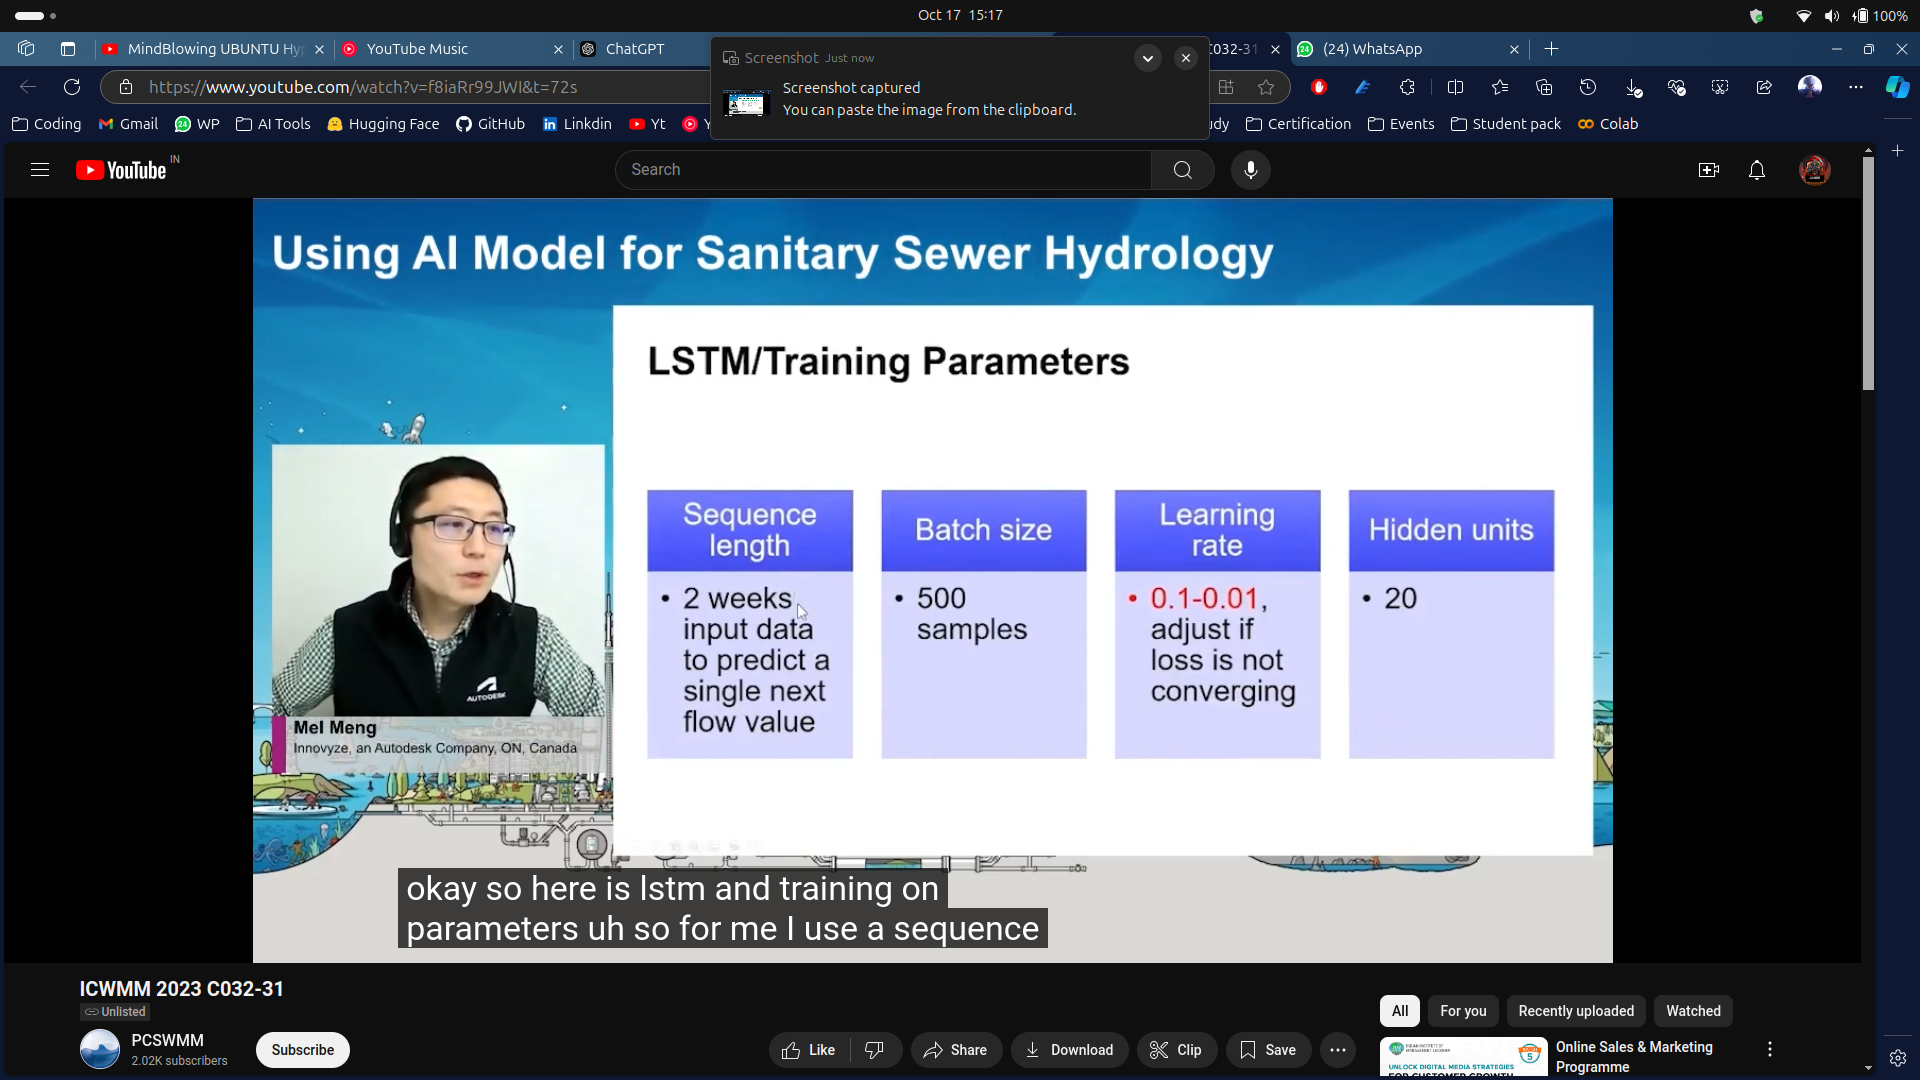 Oct 17 15:17
100%
MindBlowing UBUNTU Hyp
YouTube Music
ChatGPT
C032-31
(24) WhatsApp
Screenshot Just now
Screenshot captured
You can paste the image from the clipboard.
https://www.youtube.com/watch?v=f8iaRr99JWI&t=72s
Coding
Gmail
WP
AI Tools
Hugging Face
GitHub
Linkdin
Yt
Certification
Events
Student pack
Colab
YouTube IN
Search
Using AI Model for Sanitary Sewer Hydrology
LSTM/Training Parameters
Sequence
length
• 2 weeks
input data
to predict a
single next
flow value
Batch size
• 500
samples
Learning
rate
• 0.1-0.01,
adjust if
loss is not
converging
Hidden units
• 20
AUTODESK
Mel Meng
Innovyze, an Autodesk Company, ON, Canada
okay so here is lstm and training on
parameters uh so for me I use a sequence
ICWMM 2023 C032-31
Unlisted
PCSWMM
2.02K subscribers
Subscribe
Like
Share
Download
Clip
Save
All
For you
Recently uploaded
Watched
UNLOCK DIGITAL MEDIA STRATEGIES
FOR CUSTOMER GROWTH
Online Sales & Marketing
Programme